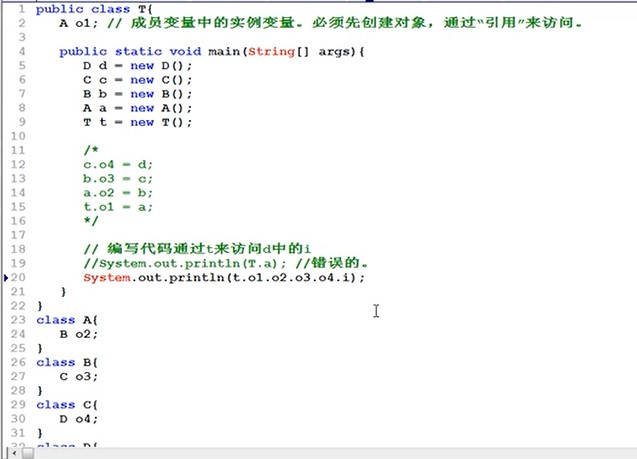 1 public class T{
2 A o1; // 成员变量中的实例变量。必须先创建对象，通过“引用”来访问。
3
4 public static void main(String[] args){
5 D d = new D();
6 C c = new C();
7 B b = new B();
8 A a = new A();
9 T t = new T();
10
11 /*
12 c.o4 = d;
13 b.o3 = c;
14 a.o2 = b;
15 t.o1 = a;
16 */
17
18 // 编写代码通过t来访问d中的i
19 //System.out.println(T.a); //错误的。
20 System.out.println(t.o1.o2.o3.o4.i);
21 }
22 }
23 class A{
24 B o2;
25 }
26 class B{
27 C o3;
28 }
29 class C{
30 D o4;
31 }